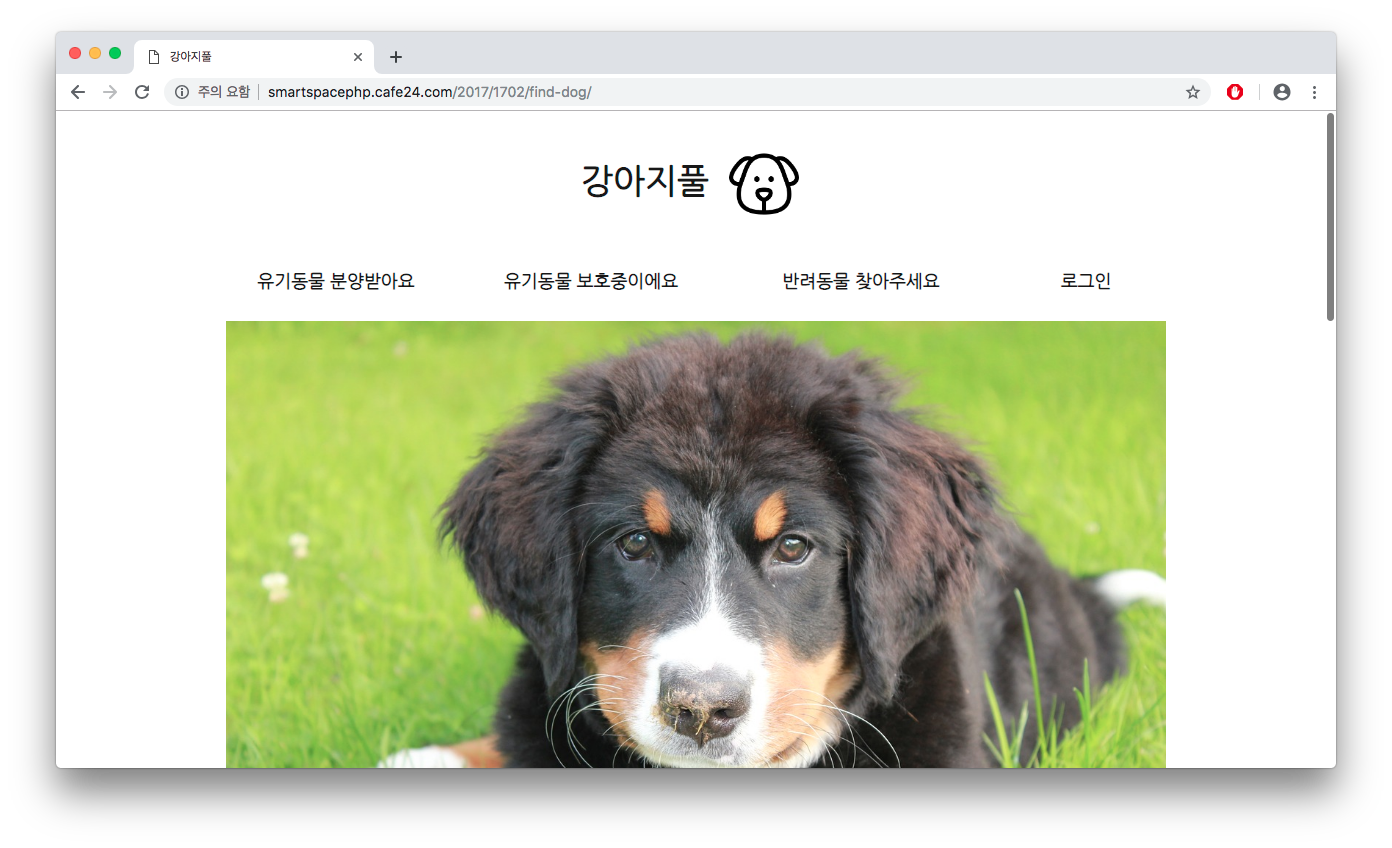 강아지풀
주의 요함 smartspacephp.cafe24.com/2017/1702/find-dog/
강아지풀
유기동물 분양받아요 유기동물 보호중이에요 반려동물 찾아주세요 로그인